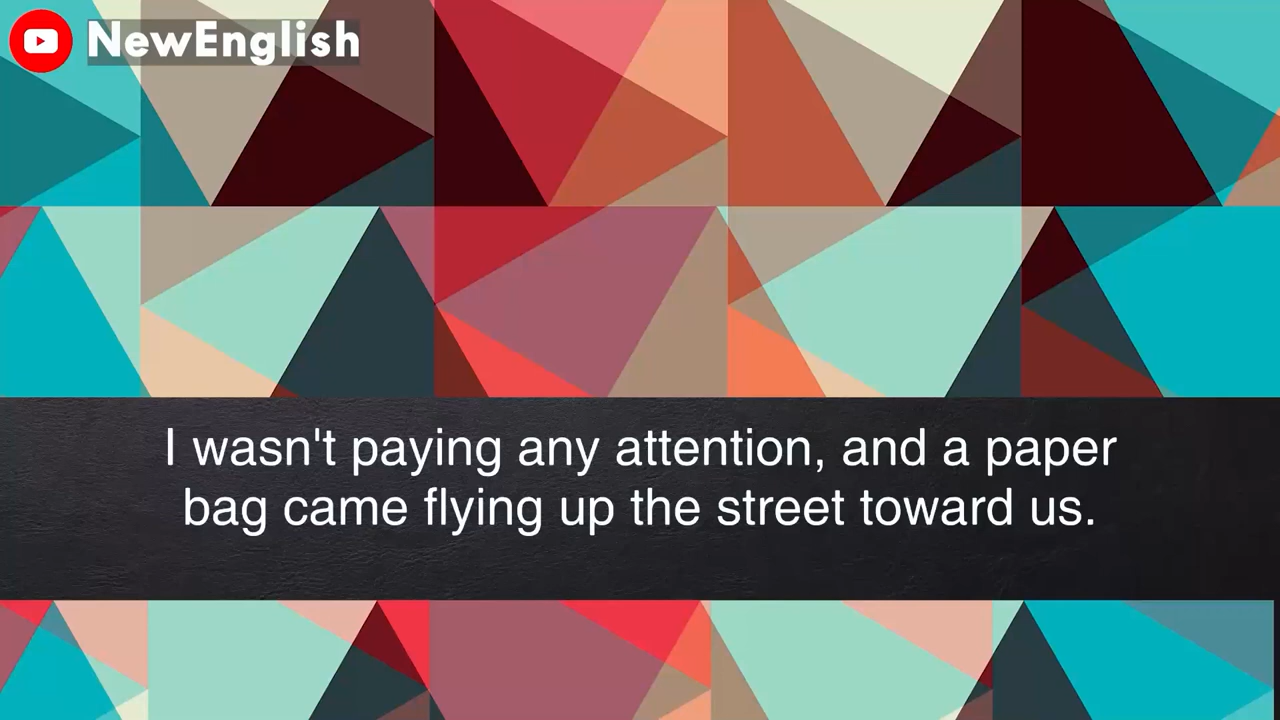 NewEnglish
I wasn't paying any attention, and a paper
bag came flying up the street toward us.